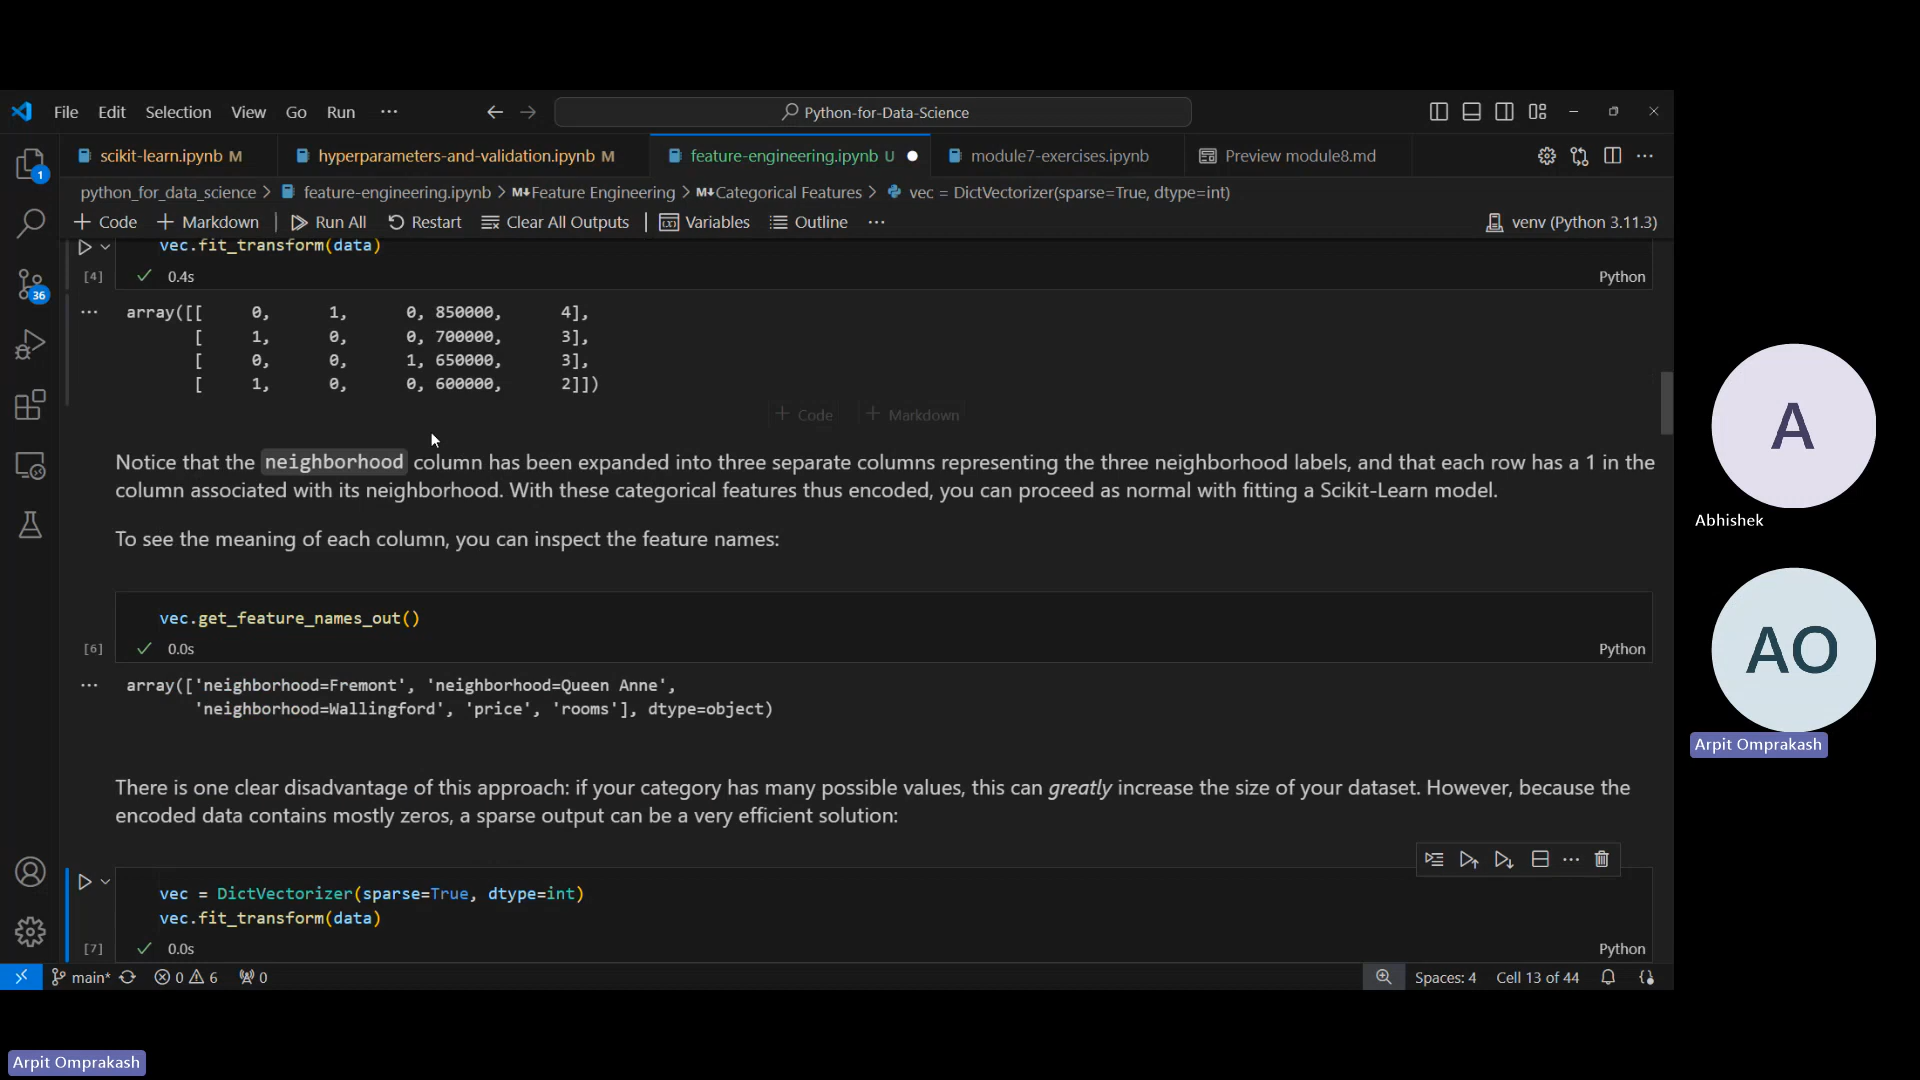 File Edit Selection View Go Run ··· Python-for-Data-Science
scikit-learn.ipynb M hyperparameters-and-validation.ipynb M feature-engineering.ipynb U module7-exercises.ipynb Preview module8.md
python_for_data_science > feature-engineering.ipynb > M↓Feature Engineering > M↓Categorical Features > vec = DictVectorizer(sparse=True, dtype=int)
+ Code + Markdown Run All Restart Clear All Outputs Variables Outline ··· venv (Python 3.11.3)
vec.fit_transform(data)
[4] 0.4s Python
array([[ 0, 1, 0, 850000, 4],
[ 1, 0, 0, 700000, 3],
[ 0, 0, 1, 650000, 3],
[ 1, 0, 0, 600000, 2]])
+ Code + Markdown
Notice that the neighborhood column has been expanded into three separate columns representing the three neighborhood labels, and that each row has a 1 in the
column associated with its neighborhood. With these categorical features thus encoded, you can proceed as normal with fitting a Scikit-Learn model.
To see the meaning of each column, you can inspect the feature names:
vec.get_feature_names_out()
[6] 0.0s Python
array(['neighborhood=Fremont', 'neighborhood=Queen Anne',
'neighborhood=Wallingford', 'price', 'rooms'], dtype=object)
There is one clear disadvantage of this approach: if your category has many possible values, this can greatly increase the size of your dataset. However, because the
encoded data contains mostly zeros, a sparse output can be a very efficient solution:
vec = DictVectorizer(sparse=True, dtype=int)
vec.fit_transform(data)
[7] 0.0s Python
main* 0 6 0 Spaces: 4 Cell 13 of 44
1
36
A
Abhishek
AO
Arpit Omprakash
Arpit Omprakash